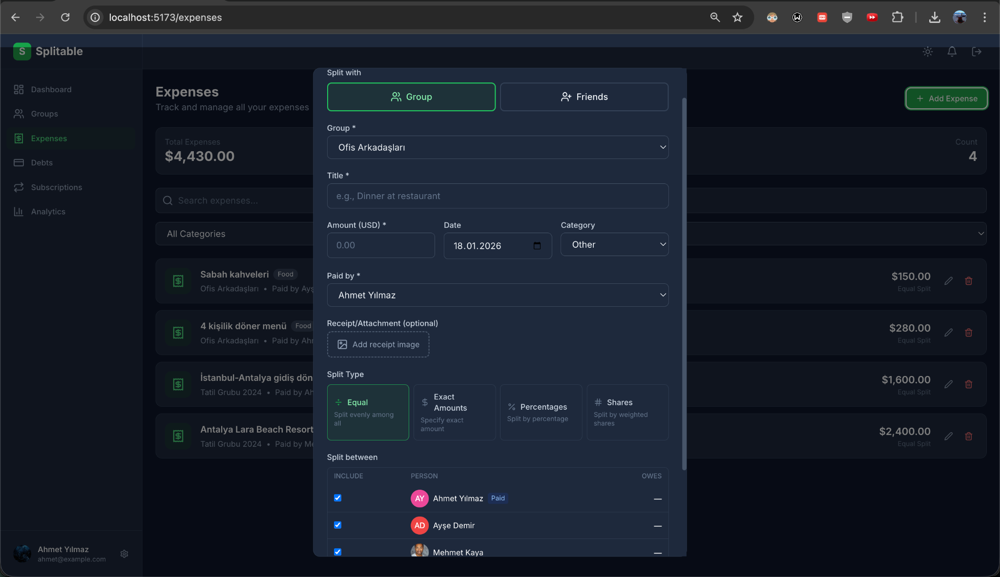 localhost:5173/expenses
S Splitable
Dashboard
Groups
Expenses
Debts
Subscriptions
Analytics
Ahmet Yılmaz
ahmet@example.com
Expenses
Track and manage all your expenses
+ Add Expense
Total Expenses
$4,430.00
Count
4
Search expenses...
All Categories
Sabah kahveleri Food
Ofis Arkadaşları • Paid by Ayş
$150.00
Equal Split
4 kişilik döner menü Food
Ofis Arkadaşları • Paid by Ahr
$280.00
Equal Split
İstanbul-Antalya gidiş dön
Tatil Grubu 2024 • Paid by Ah
$1,600.00
Equal Split
Antalya Lara Beach Resort
Tatil Grubu 2024 • Paid by Me
$2,400.00
Equal Split
Split with
Group
Friends
Group *
Ofis Arkadaşları
Title *
e.g., Dinner at restaurant
Amount (USD) * Date Category
0.00 18.01.2026 Other
Paid by *
Ahmet Yılmaz
Receipt/Attachment (optional)
Add receipt image
Split Type
÷ Equal
Split evenly among
all
$ Exact
Amounts
Specify exact
amount
% Percentages
Split by percentage
# Shares
Split by weighted
shares
Split between
INCLUDE PERSON OWES
AY Ahmet Yılmaz Paid —
AD Ayşe Demir —
Mehmet Kaya —